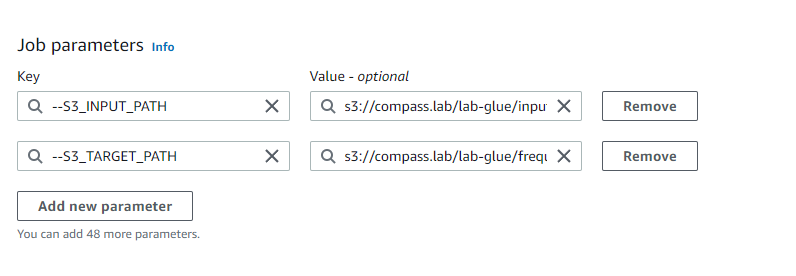 Job parameters Info
Key Value - optional
--S3_INPUT_PATH s3://compass.lab/lab-glue/input Remove
--S3_TARGET_PATH s3://compass.lab/lab-glue/frequ Remove
Add new parameter
You can add 48 more parameters.